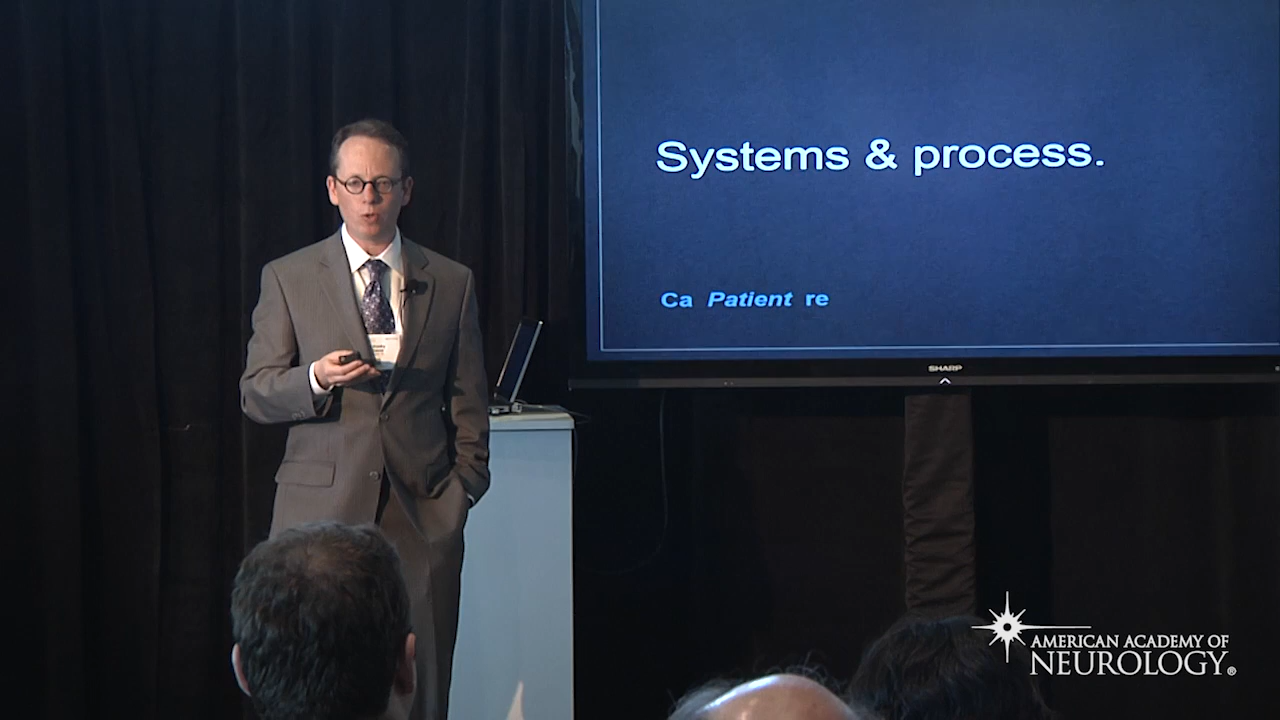 Systems & process.
Ca Patient re
SHARP
AMERICAN ACADEMY OF
NEUROLOGY®